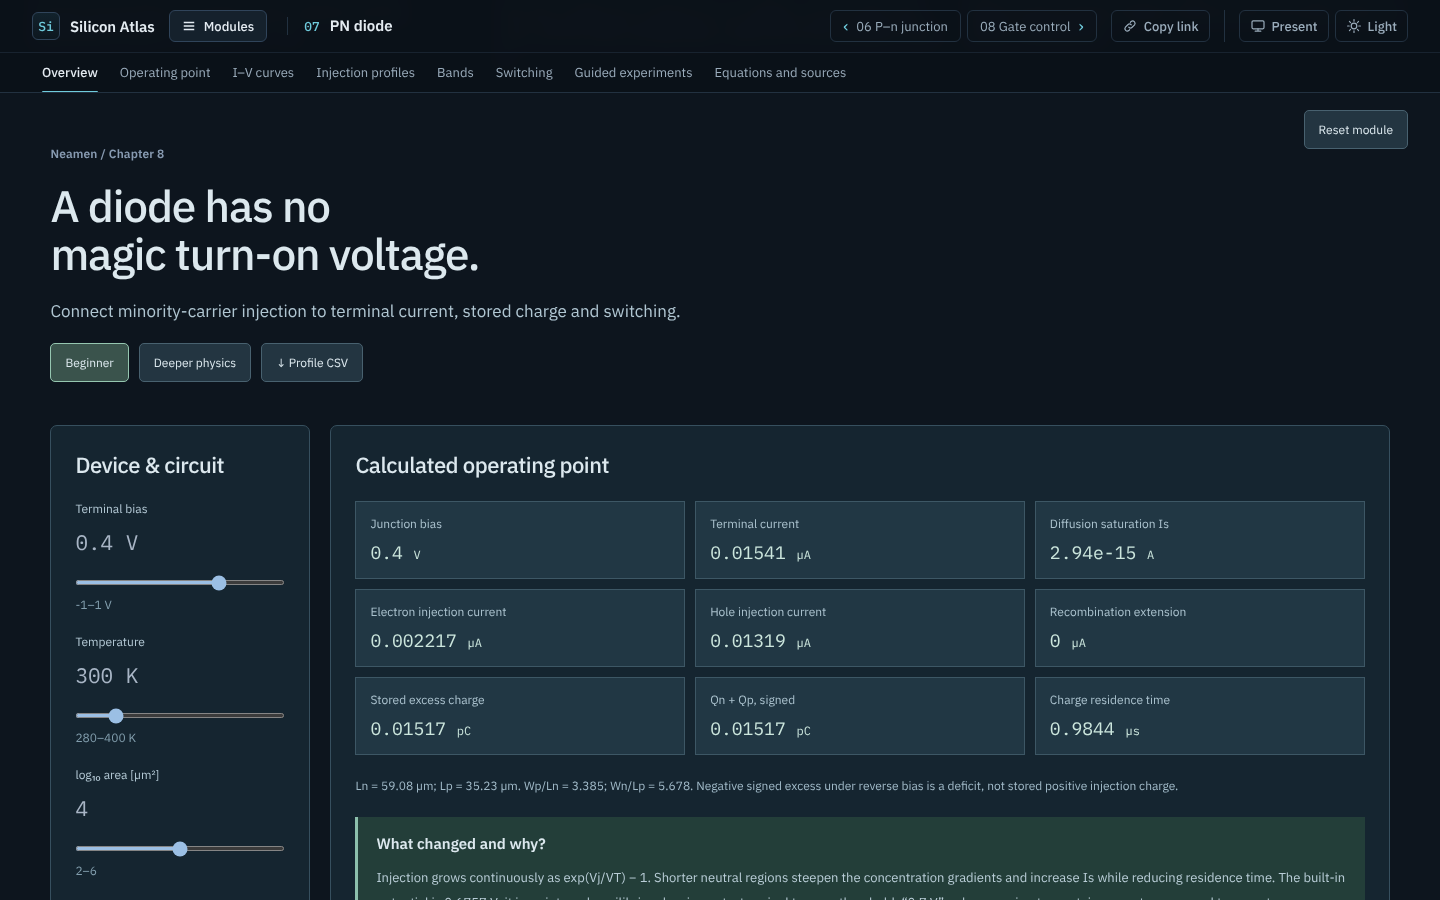 Si Silicon Atlas Modules 07 PN diode ‹ 06 P–n junction 08 Gate control › Copy link Present Light
Overview Operating point I–V curves Injection profiles Bands Switching Guided experiments Equations and sources
Reset module
Neamen / Chapter 8
A diode has no
magic turn-on voltage.
Connect minority-carrier injection to terminal current, stored charge and switching.
Beginner Deeper physics ↓ Profile CSV
Device & circuit
Terminal bias
0.4 V
-1–1 V
Temperature
300 K
280–400 K
log₁₀ area [µm²]
4
2–6
Calculated operating point
Junction bias Terminal current Diffusion saturation Is
0.4 V 0.01541 µA 2.94e-15 A
Electron injection current Hole injection current Recombination extension
0.002217 µA 0.01319 µA 0 µA
Stored excess charge Qn + Qp, signed Charge residence time
0.01517 pC 0.01517 pC 0.9844 µs
Ln = 59.08 µm; Lp = 35.23 µm. Wp/Ln = 3.385; Wn/Lp = 5.678. Negative signed excess under reverse bias is a deficit, not stored positive injection charge.
What changed and why?
Injection grows continuously as exp(Vj/VT) − 1. Shorter neutral regions steepen the concentration gradients and increase Is while reducing residence time. The built-in